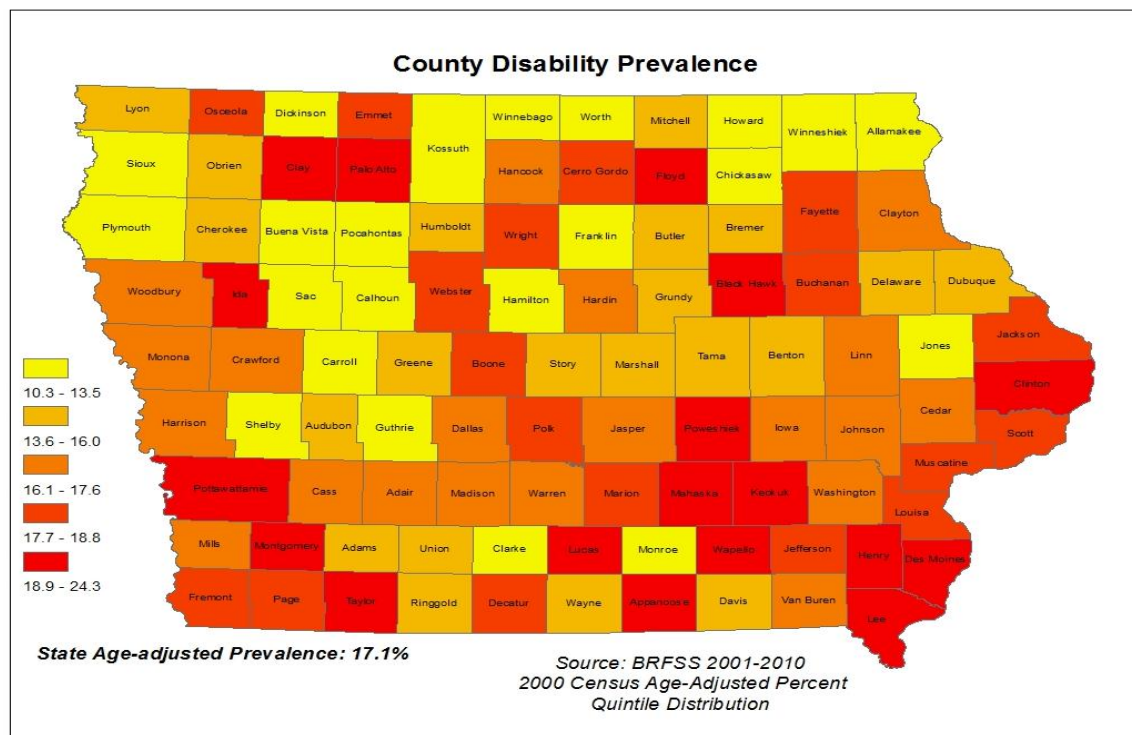 County Disability Prevalence
Lyon
Osceola
Dickinson
Emmet
Kossuth
Winnebago
Worth
Mitchell
Howard
Winneshiek
Allamakee
Sioux
Obrien
Clay
Palo Alto
Hancock
Cerro Gordo
Floyd
Chickasaw
Plymouth
Cherokee
Buena Vista
Pocahontas
Humboldt
Wright
Franklin
Butler
Bremer
Fayette
Clayton
Woodbury
Ida
Sac
Calhoun
Webster
Hamilton
Hardin
Grundy
Black Hawk
Buchanan
Delaware
Dubuque
Monona
Crawford
Carroll
Greene
Boone
Story
Marshall
Tama
Benton
Linn
Jones
Jackson
Clinton
Harrison
Shelby
Audubon
Guthrie
Dallas
Polk
Jasper
Poweshiek
Iowa
Johnson
Cedar
Scott
Muscatine
Pottawattamie
Cass
Adair
Madison
Warren
Marion
Mahaska
Keokuk
Washington
Louisa
Mills
Montgomery
Adams
Union
Clarke
Lucas
Monroe
Wapello
Jefferson
Henry
Des Moines
Fremont
Page
Taylor
Ringgold
Decatur
Wayne
Appanoose
Davis
Van Buren
Lee
10.3 - 13.5
13.6 - 16.0
16.1 - 17.6
17.7 - 18.8
18.9 - 24.3
State Age-adjusted Prevalence: 17.1%
Source: BRFSS 2001-2010
2000 Census Age-Adjusted Percent
Quintile Distribution